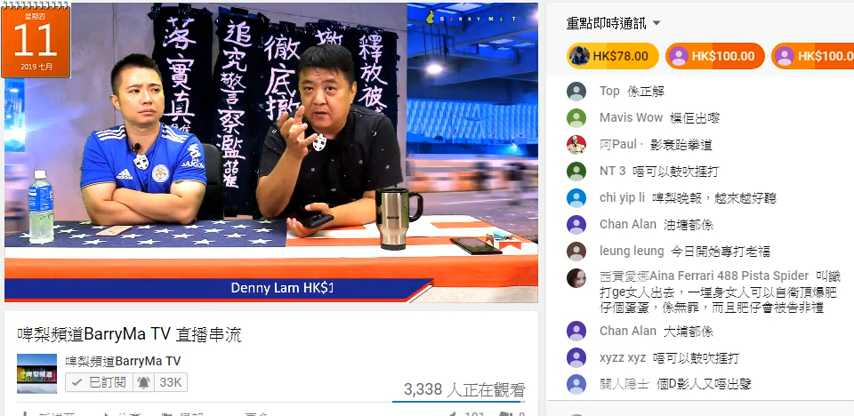 星期四
11
2019 七月
BARRYMAT
落實真
追究警察濫
徹底撤
撤
釋放被
Denny Lam HK$1
啤梨頻道BarryMa TV 直播串流
啤梨頻道BarryMa TV
已訂閱
33K
3,338 人正在觀看
重點即時通訊
HK$78.00
HK$100.00
HK$100.0
Top 係正解
Mavis Wow 攞佢出嚟
阿Paul· 影衰跆拳道
NT 3 唔可以鼓吹搥打
chi yip li 啤梨晚報，越來越好聽
Chan Alan 油塘都係
leung leung 今日開始專打老福
西貢愛娜Aina Ferrari 488 Pista Spider 叫識
打ge女人出去，一埋身女人可以自衛頂爆肥
仔個蛋蛋，係無罪，而且肥仔會被告非禮
Chan Alan 大埔都係
xyzz xyz 唔可以鼓吹搥打
關人隱士 個D影人又唔出聲